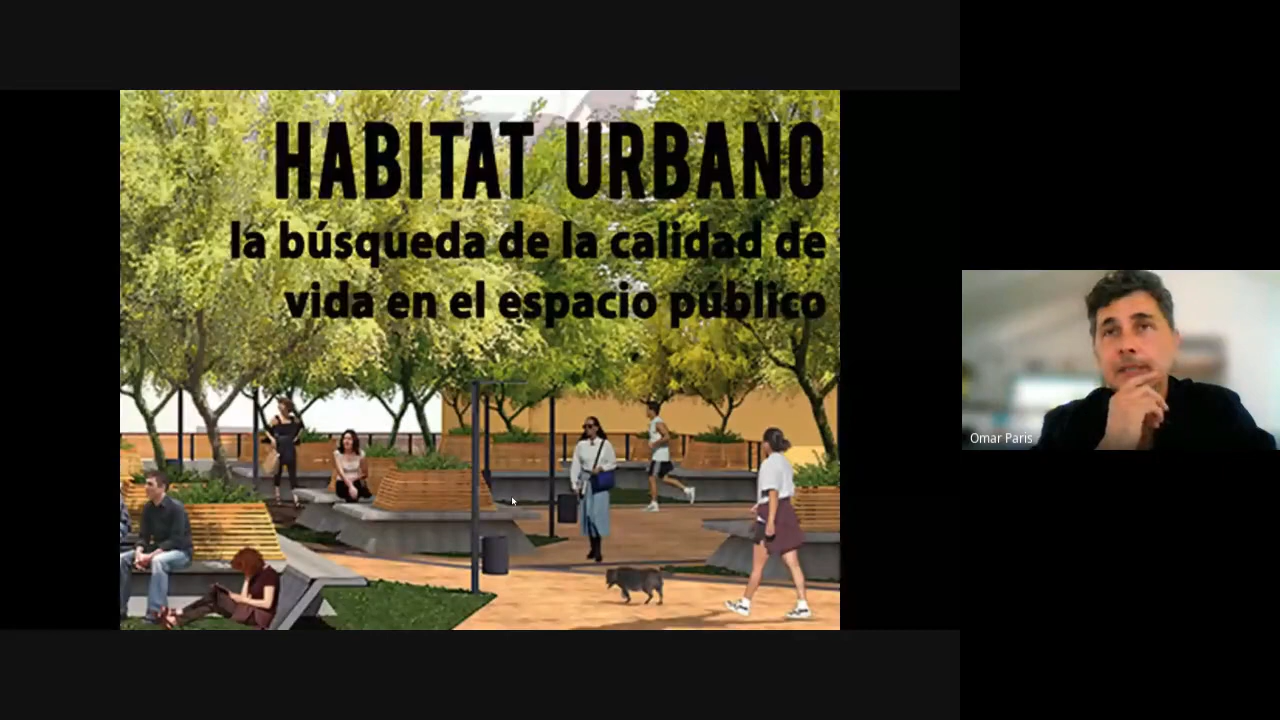 HABITAT URBANO
la búsqueda de la calidad de
vida en el espacio público
Omar Paris